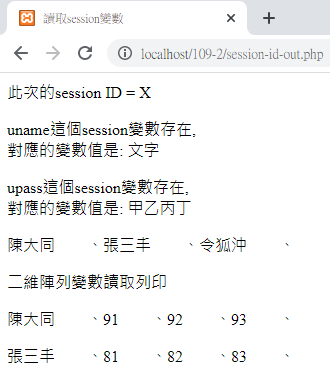 讀取session變數
localhost/109-2/session-id-out.php
此次的session ID = X
uname這個session變數存在,
對應的變數值是: 文字
upass這個session變數存在,
對應的變數值是: 甲乙丙丁
陳大同 、張三丰 、令狐沖 、
二維陣列變數讀取列印
陳大同 、91 、92 、93 、
張三丰 、81 、82 、83 、